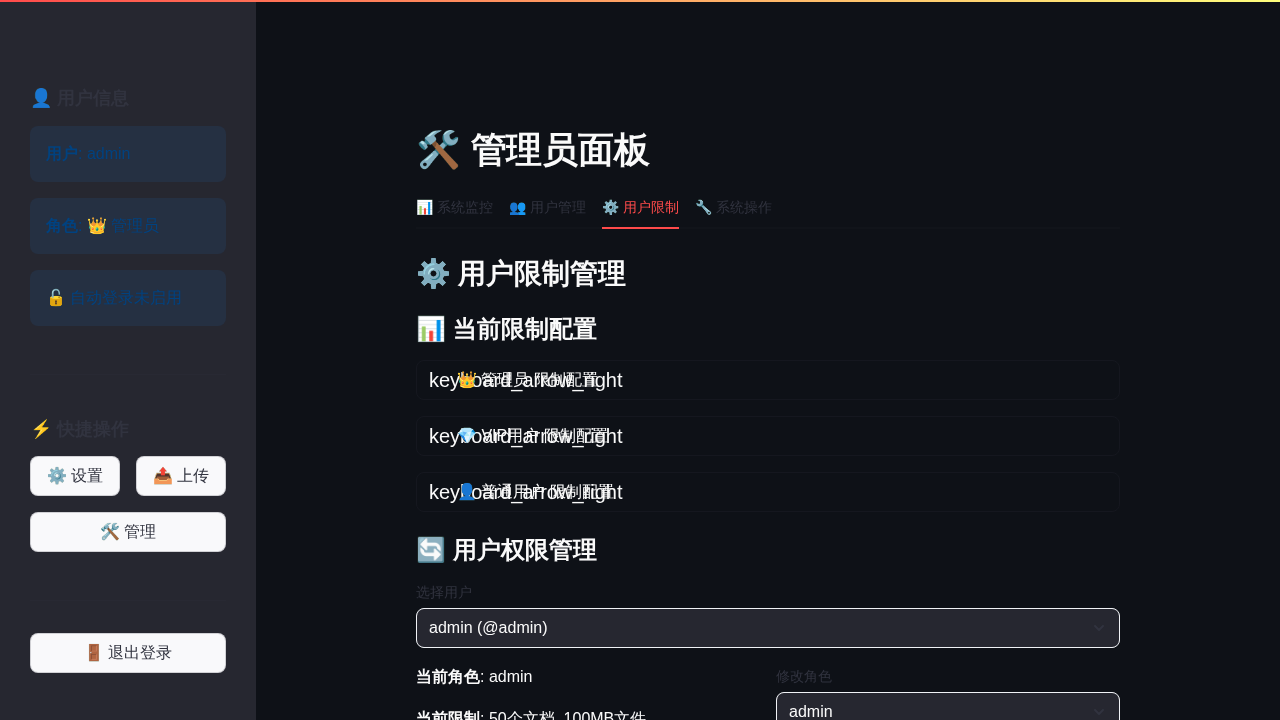 👤 用户信息
用户: admin
角色: 👑 管理员
🔓 自动登录未启用
⚡ 快捷操作
⚙️ 设置
📤 上传
🛠️ 管理
🚪 退出登录
🛠️ 管理员面板
📊 系统监控
👥 用户管理
⚙️ 用户限制
🔧 系统操作
⚙️ 用户限制管理
📊 当前限制配置
keyboard_arrow_right
👑 管理员 限制配置
keyboard_arrow_right
💎 VIP用户 限制配置
keyboard_arrow_right
👤 普通用户 限制配置
🔄 用户权限管理
选择用户
admin (@admin)
当前角色: admin
修改角色
admin
当前限制: 50个文档, 100MB文件